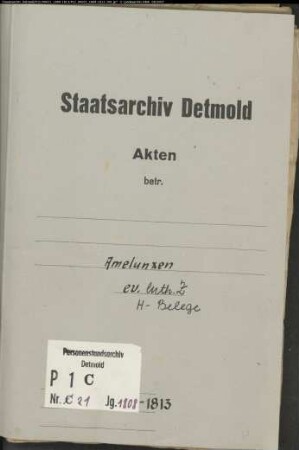 Staatsarchiv Detmold
Akten
betr.
Amelunxen
ev. luth. Z
H- Belege
Personenstandsarchiv
Detmold
P 1 C
Nr. C 21 Jg. 1808-1813